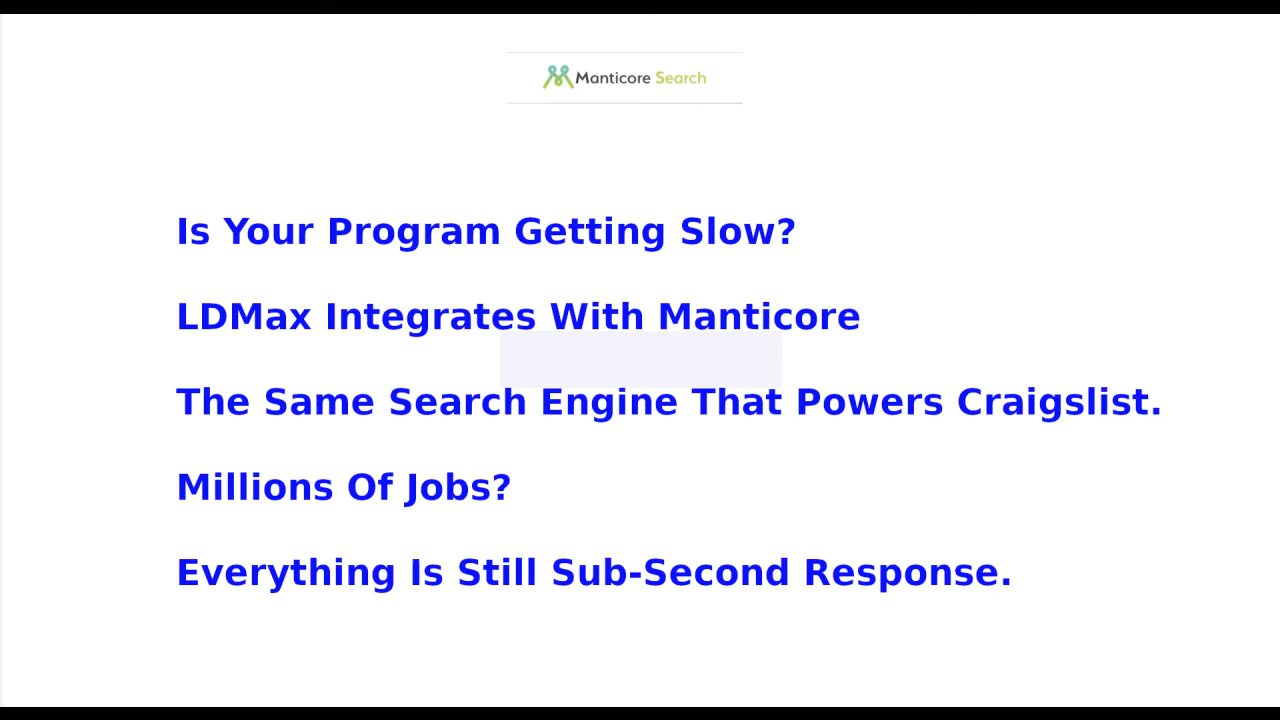 Manticore Search
Is Your Program Getting Slow?
LDMax Integrates With Manticore
The Same Search Engine That Powers Craigslist.
Millions Of Jobs?
Everything Is Still Sub-Second Response.